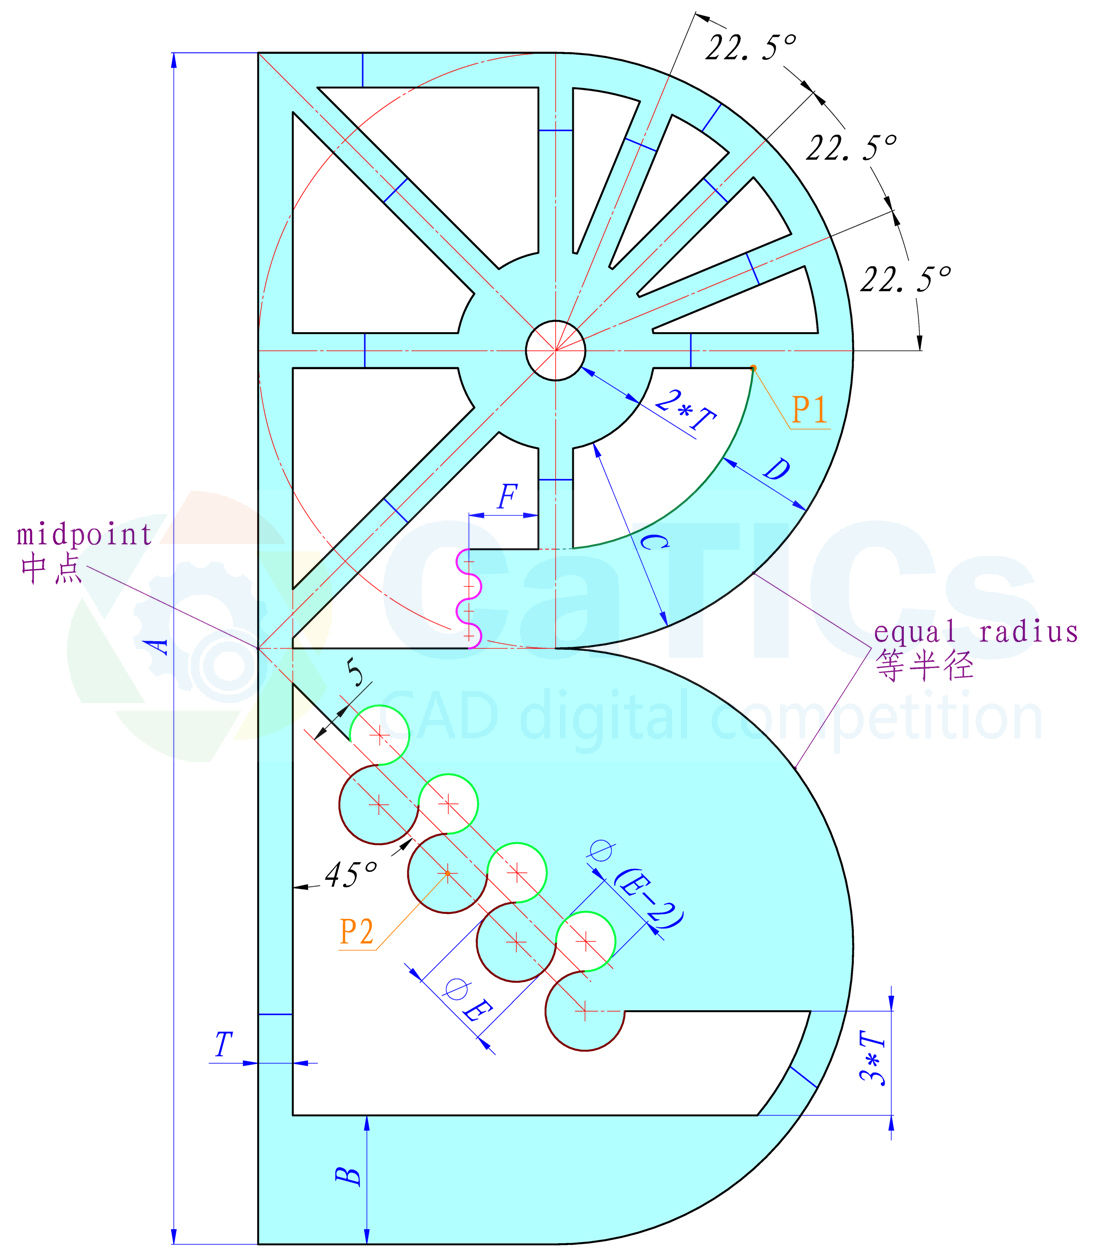 22.5°
22.5°
22.5°
2*T
P1
D
F
C
midpoint
中点
A
equal radius
等半径
CaTICs
CAD digital competition
5
45°
∅(E-2)
P2
∅E
T
3*T
B